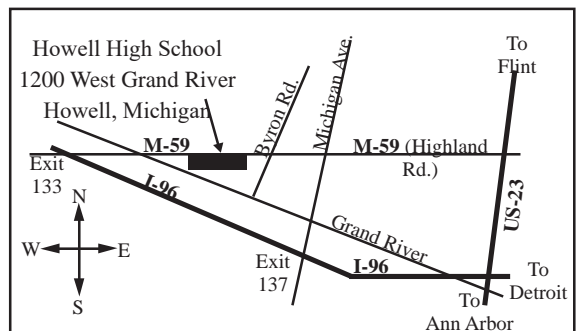 Howell High School
1200 West Grand River
Howell, Michigan
To
Flint
Byron Rd.
Michigan Ave.
M-59
M-59 (Highland
Rd.)
Exit
133
I-96
US-23
N
W E
S
Grand River
Exit
137
I-96
To
Detroit
To
Ann Arbor